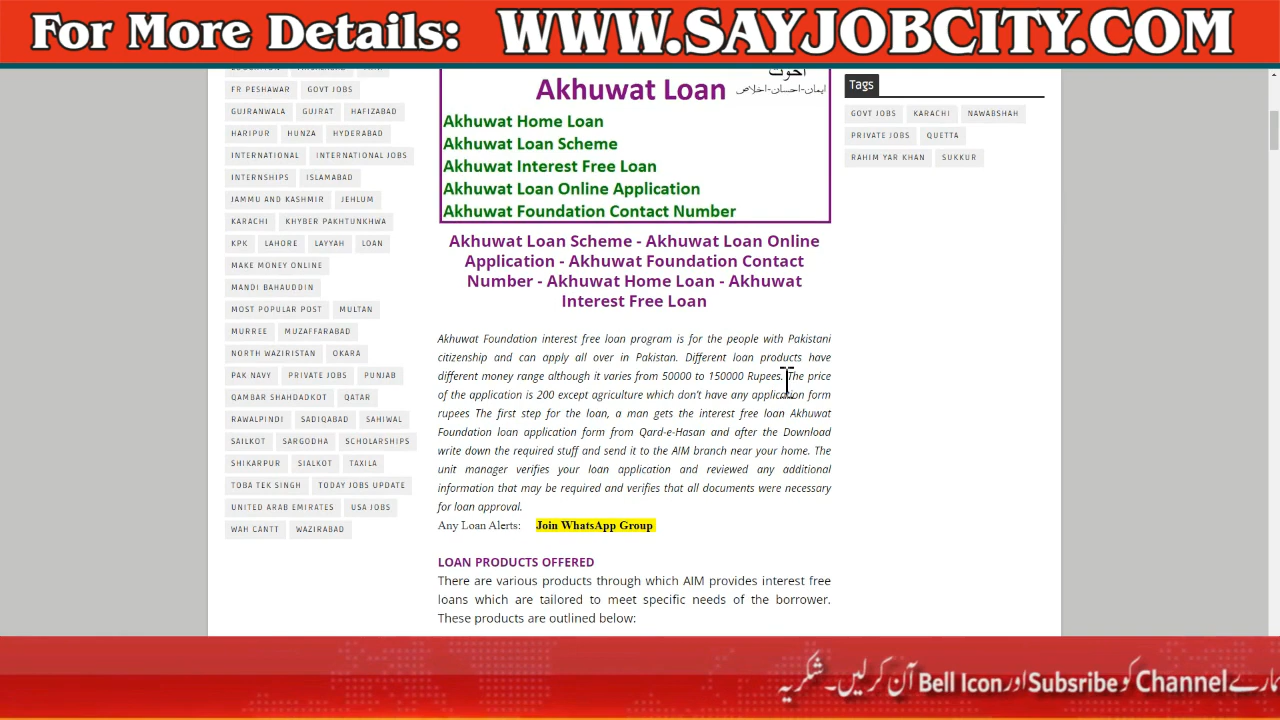 For More Details: WWW.SAYJOBCITY.COM
FR PESHAWAR GOVT JOBS
GUJRANWALA GUJRAT HAFIZABAD
HARIPUR HUNZA HYDERABAD
INTERNATIONAL INTERNATIONAL JOBS
INTERNSHIPS ISLAMABAD
JAMMU AND KASHMIR JEHLUM
KARACHI KHYBER PAKHTUNKHWA
KPK LAHORE LAYYAH LOAN
MAKE MONEY ONLINE
MANDI BAHAUDDIN
MOST POPULAR POST MULTAN
MURREE MUZAFFARABAD
NORTH WAZIRISTAN OKARA
PAK NAVY PRIVATE JOBS PUNJAB
QAMBAR SHAHDADKOT QATAR
RAWALPINDI SADIQABAD SAHIWAL
SAILKOT SARGODHA SCHOLARSHIPS
SHIKARPUR SIALKOT TAXILA
TOBA TEK SINGH TODAY JOBS UPDATE
UNITED ARAB EMIRATES USA JOBS
WAH CANTT WAZIRABAD
اخوت
Akhuwat Loan ایمان-احسان-اخلاص
Akhuwat Home Loan
Akhuwat Loan Scheme
Akhuwat Interest Free Loan
Akhuwat Loan Online Application
Akhuwat Foundation Contact Number
Akhuwat Loan Scheme - Akhuwat Loan Online
Application - Akhuwat Foundation Contact
Number - Akhuwat Home Loan - Akhuwat
Interest Free Loan
Akhuwat Foundation interest free loan program is for the people with Pakistani
citizenship and can apply all over in Pakistan. Different loan products have
different money range although it varies from 50000 to 150000 Rupees. The price
of the application is 200 except agriculture which don't have any application form
rupees The first step for the loan, a man gets the interest free loan Akhuwat
Foundation loan application form from Qard-e-Hasan and after the Download
write down the required stuff and send it to the AIM branch near your home. The
unit manager verifies your loan application and reviewed any additional
information that may be required and verifies that all documents were necessary
for loan approval.
Any Loan Alerts: Join WhatsApp Group
LOAN PRODUCTS OFFERED
There are various products through which AIM provides interest free
loans which are tailored to meet specific needs of the borrower.
These products are outlined below:
Tags
GOVT JOBS KARACHI NAWABSHAH
PRIVATE JOBS QUETTA
RAHIM YAR KHAN SUKKUR
ہمارے Channel کو Subsribe اور Bell Icon آن کر لیں۔ شکریہ